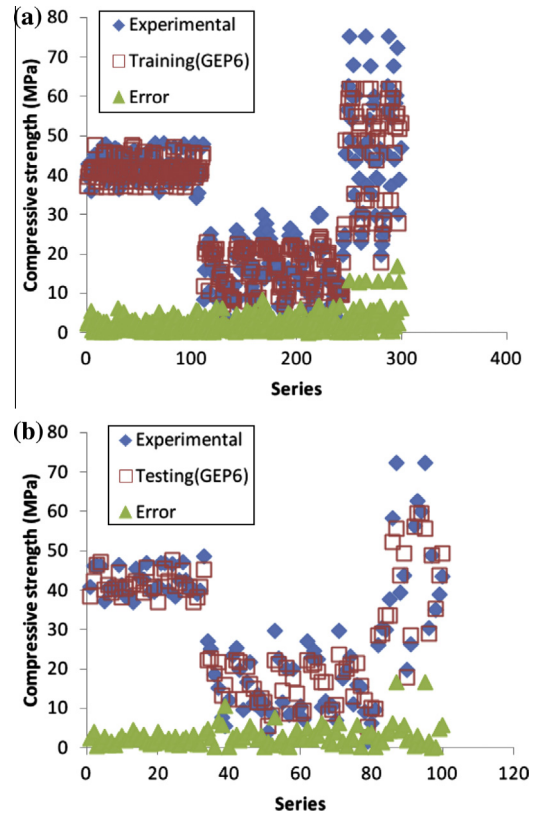 (a)
80
70
60
50
40
30
20
10
0
Compressive strength (MPa)
Experimental
Training(GEP6)
Error
0 100 200 300 400
Series
(b)
80
70
60
50
40
30
20
10
0
Compressive strength (MPa)
Experimental
Testing(GEP6)
Error
0 20 40 60 80 100 120
Series